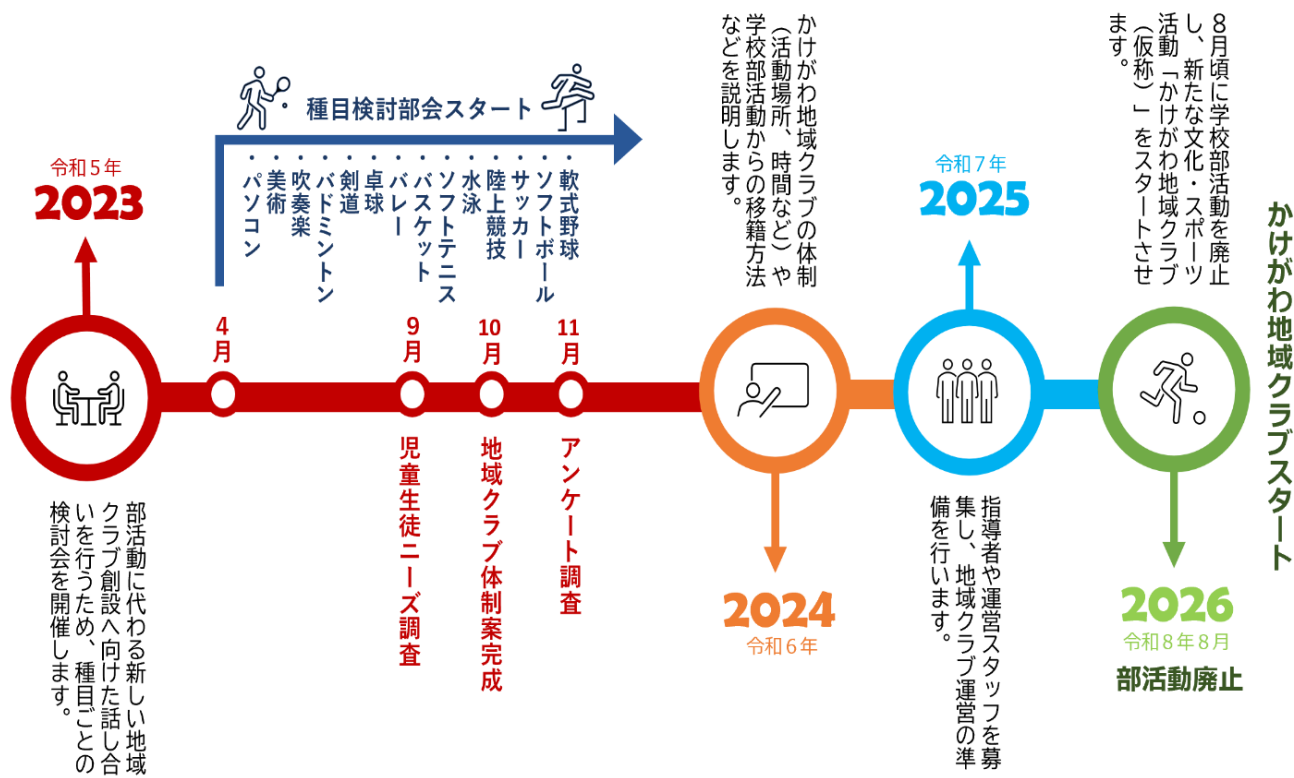 令和5年
2023
部活動に代わる新しい地域
クラブ創設へ向けた話し合
いを行うため、種目ごとの
検討会を開催します。
種目検討部会スタート
・軟式野球
・ソフトボール
・サッカー
・陸上競技
・水泳
・ソフトテニス
・バスケット
・バレー
・卓球
・剣道
・バドミントン
・吹奏楽
・美術
・パソコン
4月
9月
児童生徒ニーズ調査
10月
地域クラブ体制案完成
11月
アンケート調査
かけがわ地域クラブの体制
（活動場所、時間など）や
学校部活動からの移籍方法
などを説明します。
2024
令和6年
令和7年
2025
指導者や運営スタッフを募
集し、地域クラブ運営の準
備を行います。
8月頃に学校部活動を廃止
し、新たな文化・スポーツ
活動「かけがわ地域クラブ
（仮称）」をスタートさせ
ます。
2026
令和8年8月
部活動廃止
かけがわ地域クラブスタート